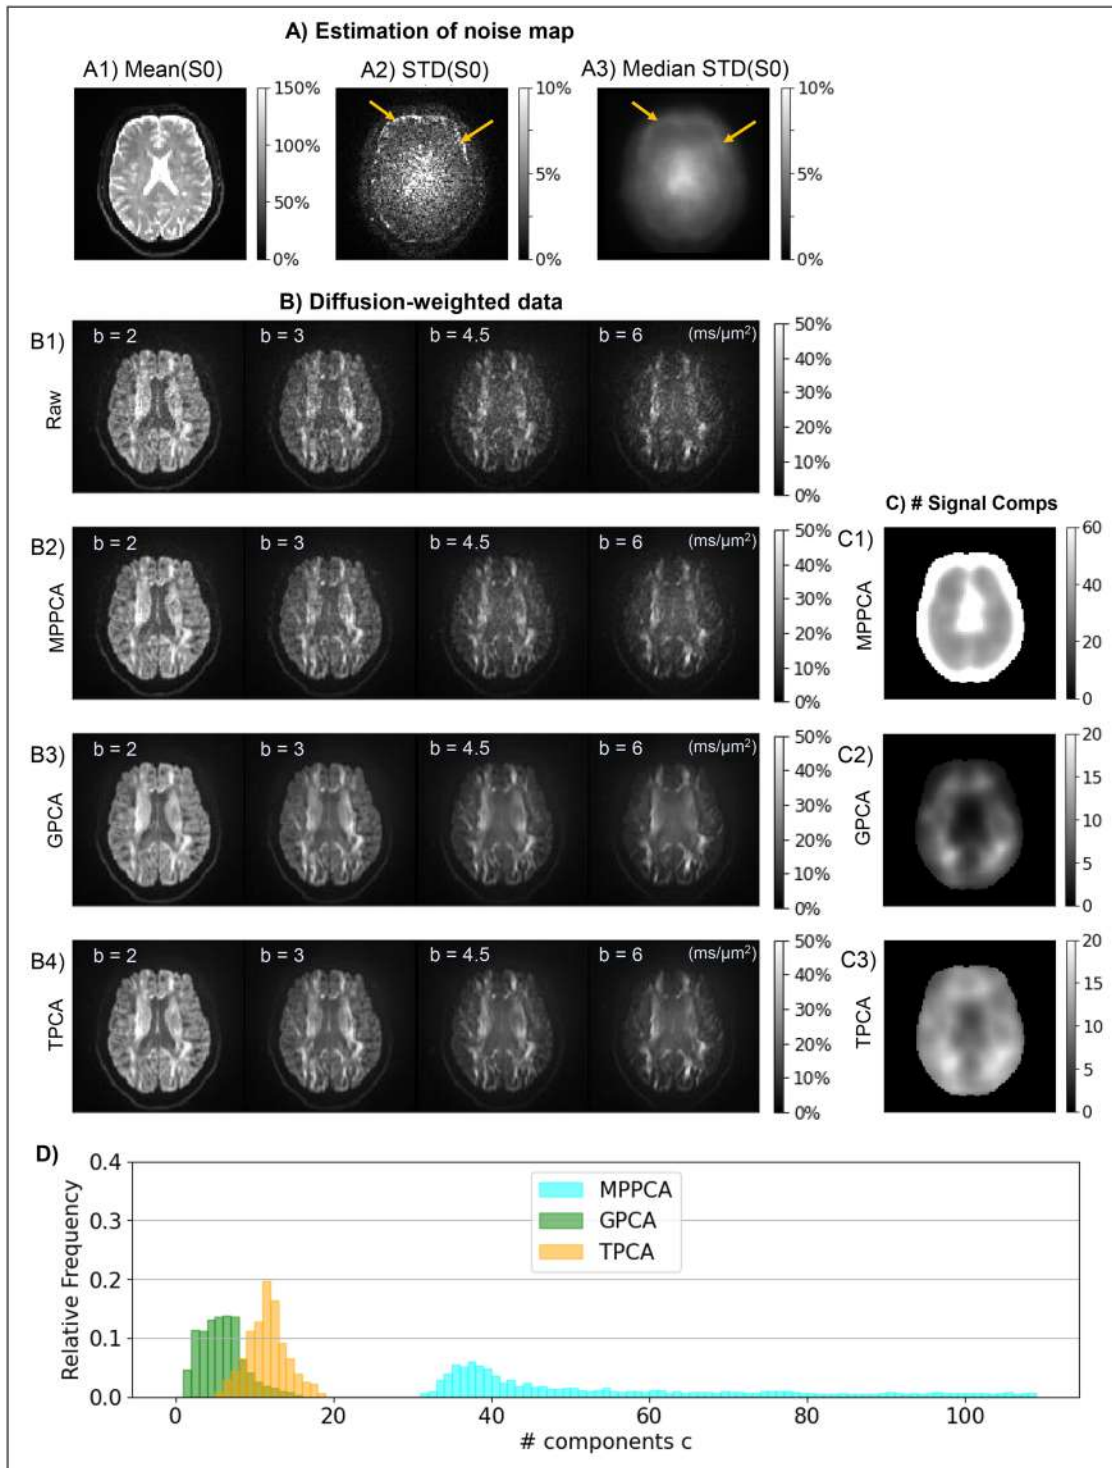 A) Estimation of noise map
A1) Mean(S0)
A2) STD(S0)
A3) Median STD(S0)
150%
100%
50%
0%
10%
5%
0%
10%
5%
0%
B) Diffusion-weighted data
B1)
Raw
b = 2
b = 3
b = 4.5
b = 6
(ms/μm²)
50%
40%
30%
20%
10%
0%
B2)
MPPCA
b = 2
b = 3
b = 4.5
b = 6
(ms/μm²)
50%
40%
30%
20%
10%
0%
B3)
GPCA
b = 2
b = 3
b = 4.5
b = 6
(ms/μm²)
50%
40%
30%
20%
10%
0%
B4)
TPCA
b = 2
b = 3
b = 4.5
b = 6
(ms/μm²)
50%
40%
30%
20%
10%
0%
C) # Signal Comps
C1)
MPPCA
60
40
20
0
C2)
GPCA
20
15
10
5
0
C3)
TPCA
20
15
10
5
0
D)
Relative Frequency
0.4
0.3
0.2
0.1
0.0
MPPCA
GPCA
TPCA
0 20 40 60 80 100
# components c